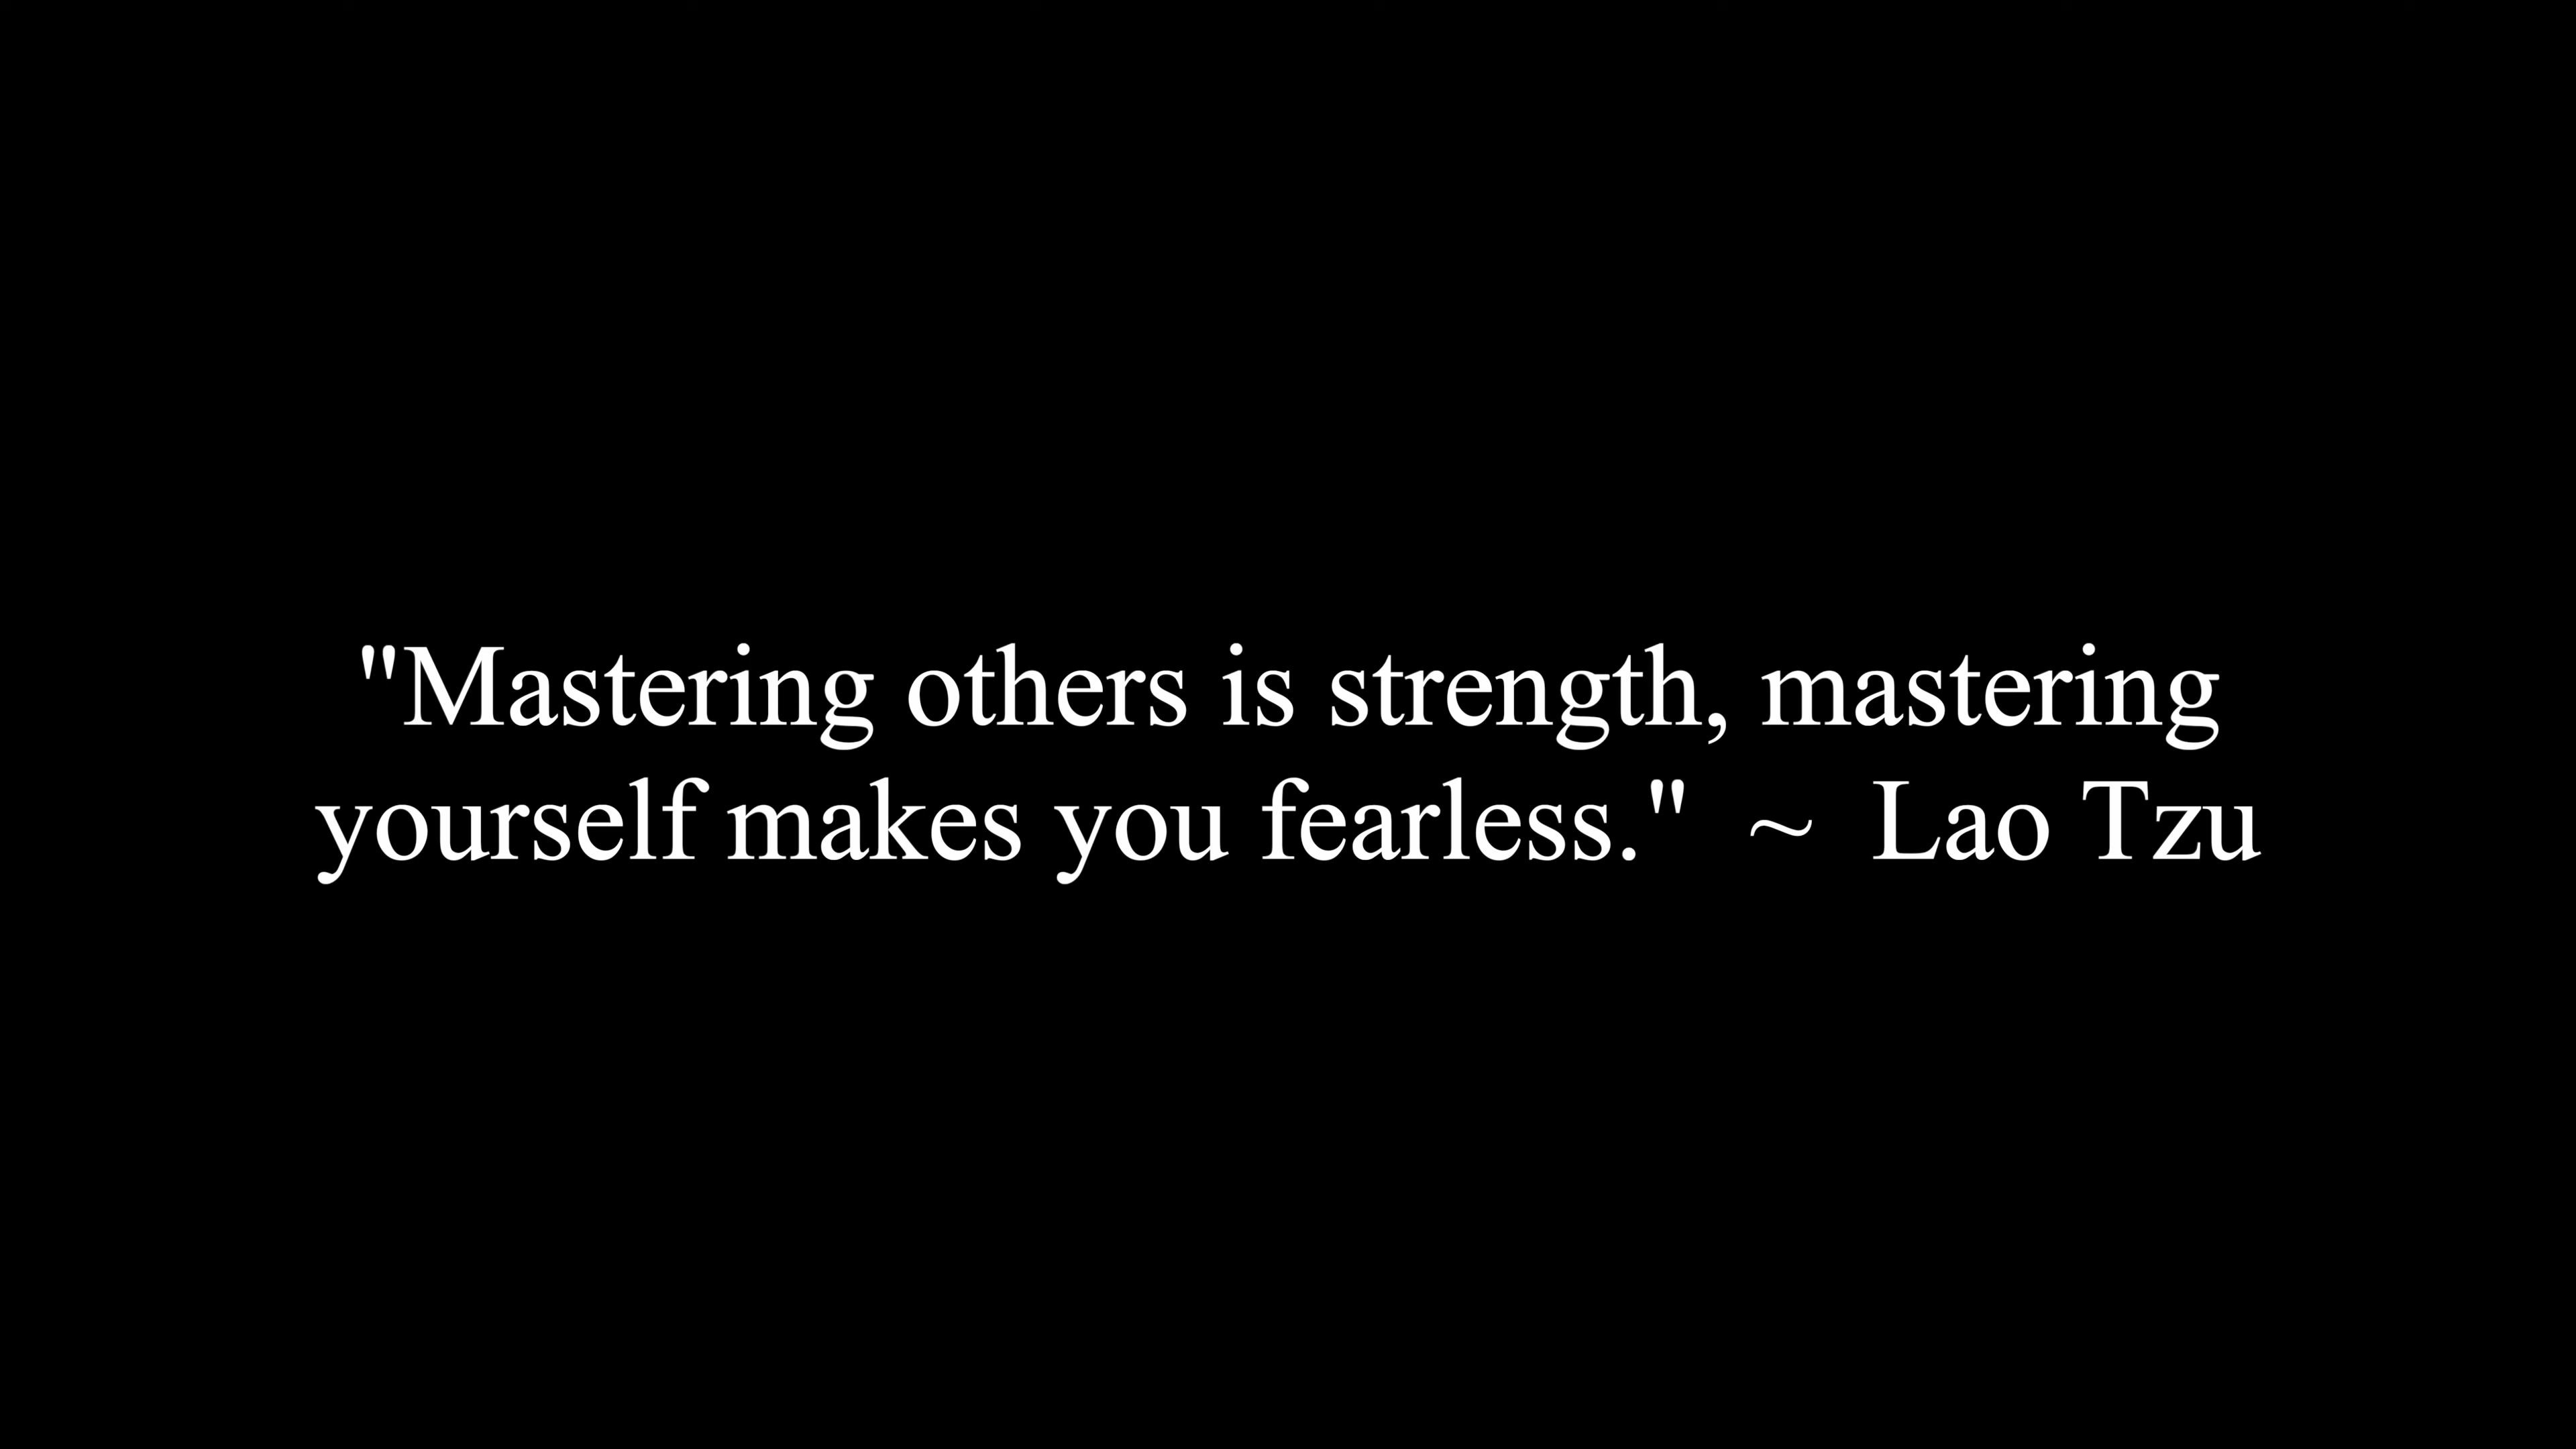 "Mastering others is strength, mastering
yourself makes you fearless."  ~  Lao Tzu